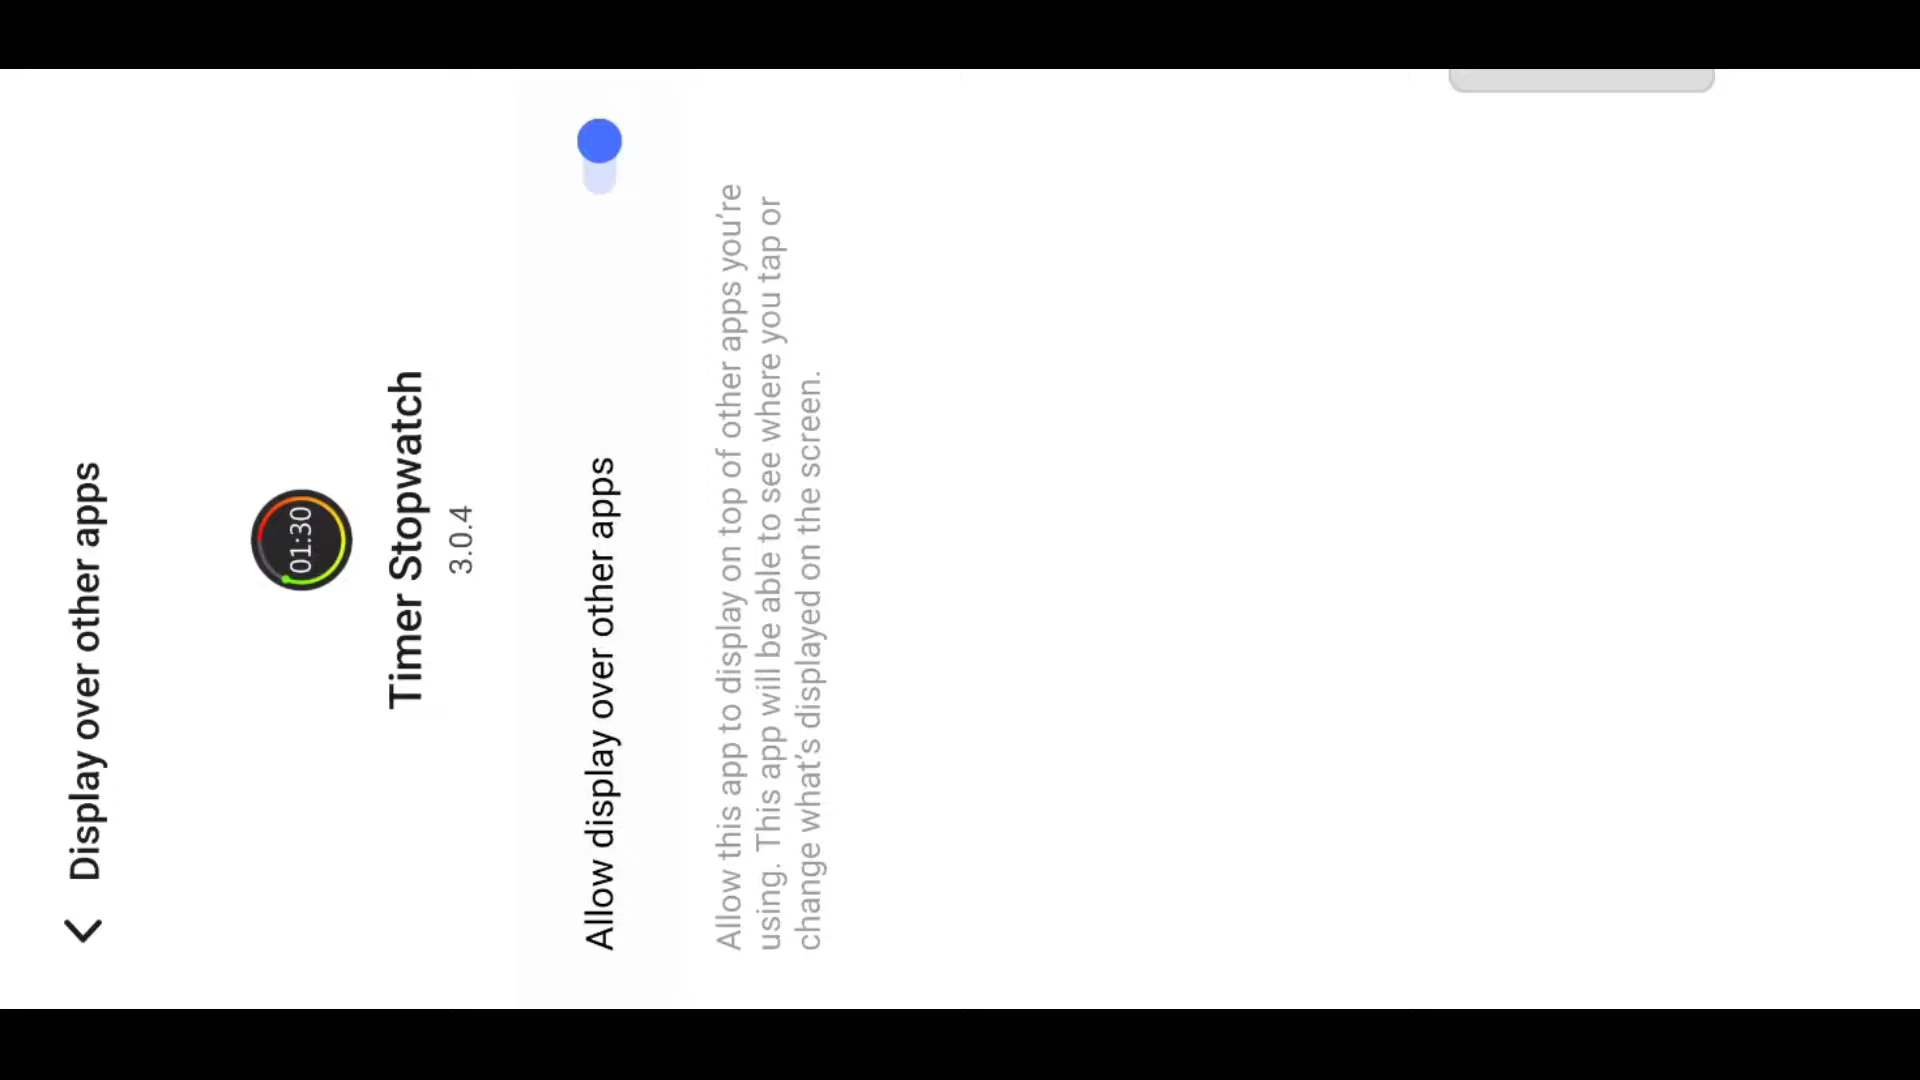 Display over other apps
01:30
Timer Stopwatch
3.0.4
Allow display over other apps
Allow this app to display on top of other apps you're
using. This app will be able to see where you tap or
change what's displayed on the screen.